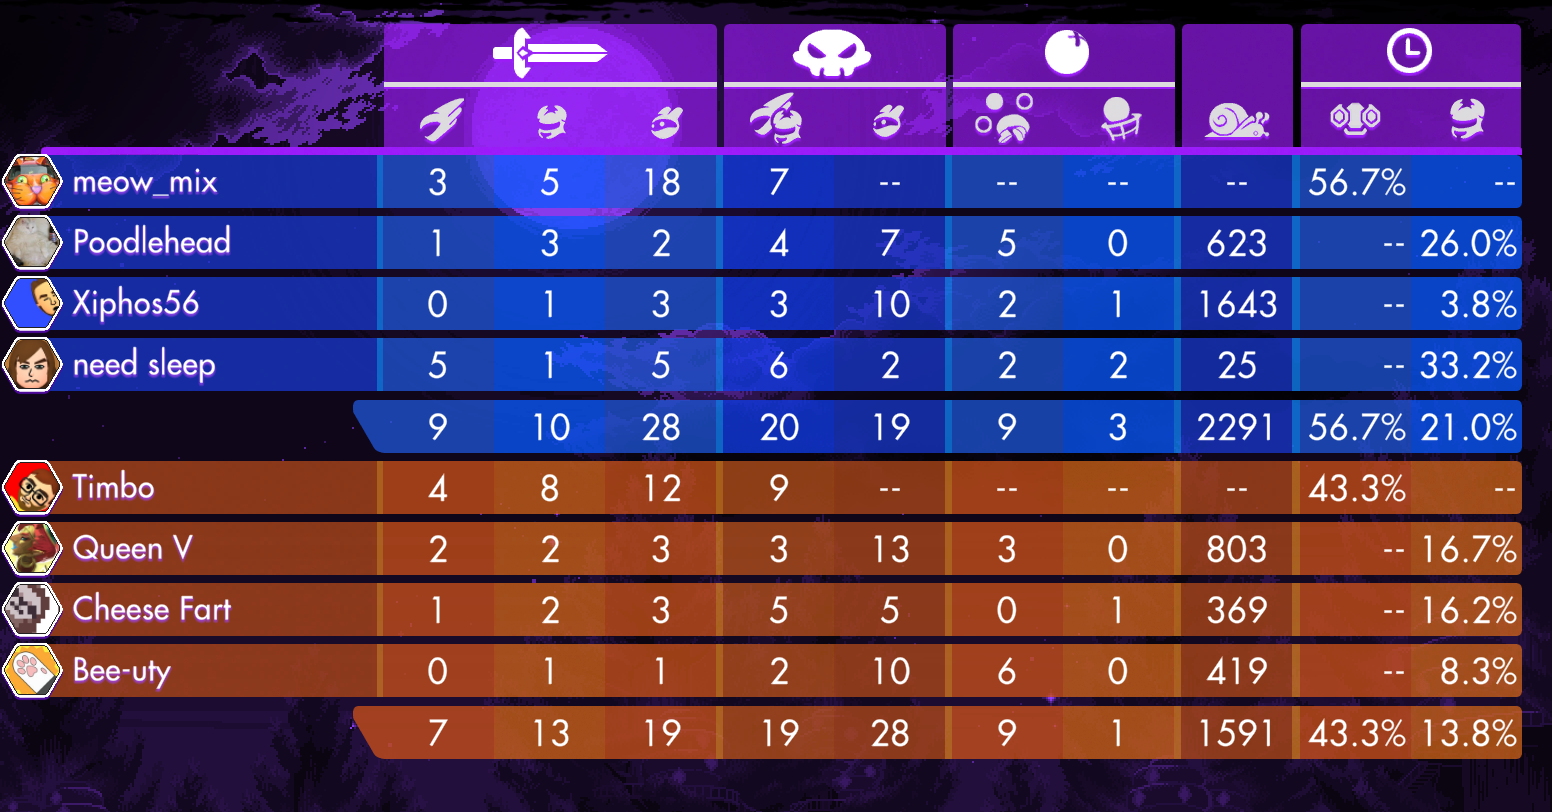 meow_mix 3 5 18 7 -- -- -- -- 56.7% --
Poodlehead 1 3 2 4 7 5 0 623 -- 26.0%
Xiphos56 0 1 3 3 10 2 1 1643 -- 3.8%
need sleep 5 1 5 6 2 2 2 25 -- 33.2%
9 10 28 20 19 9 3 2291 56.7% 21.0%
Timbo 4 8 12 9 -- -- -- -- 43.3% --
Queen V 2 2 3 3 13 3 0 803 -- 16.7%
Cheese Fart 1 2 3 5 5 0 1 369 -- 16.2%
Bee-uty 0 1 1 2 10 6 0 419 -- 8.3%
7 13 19 19 28 9 1 1591 43.3% 13.8%